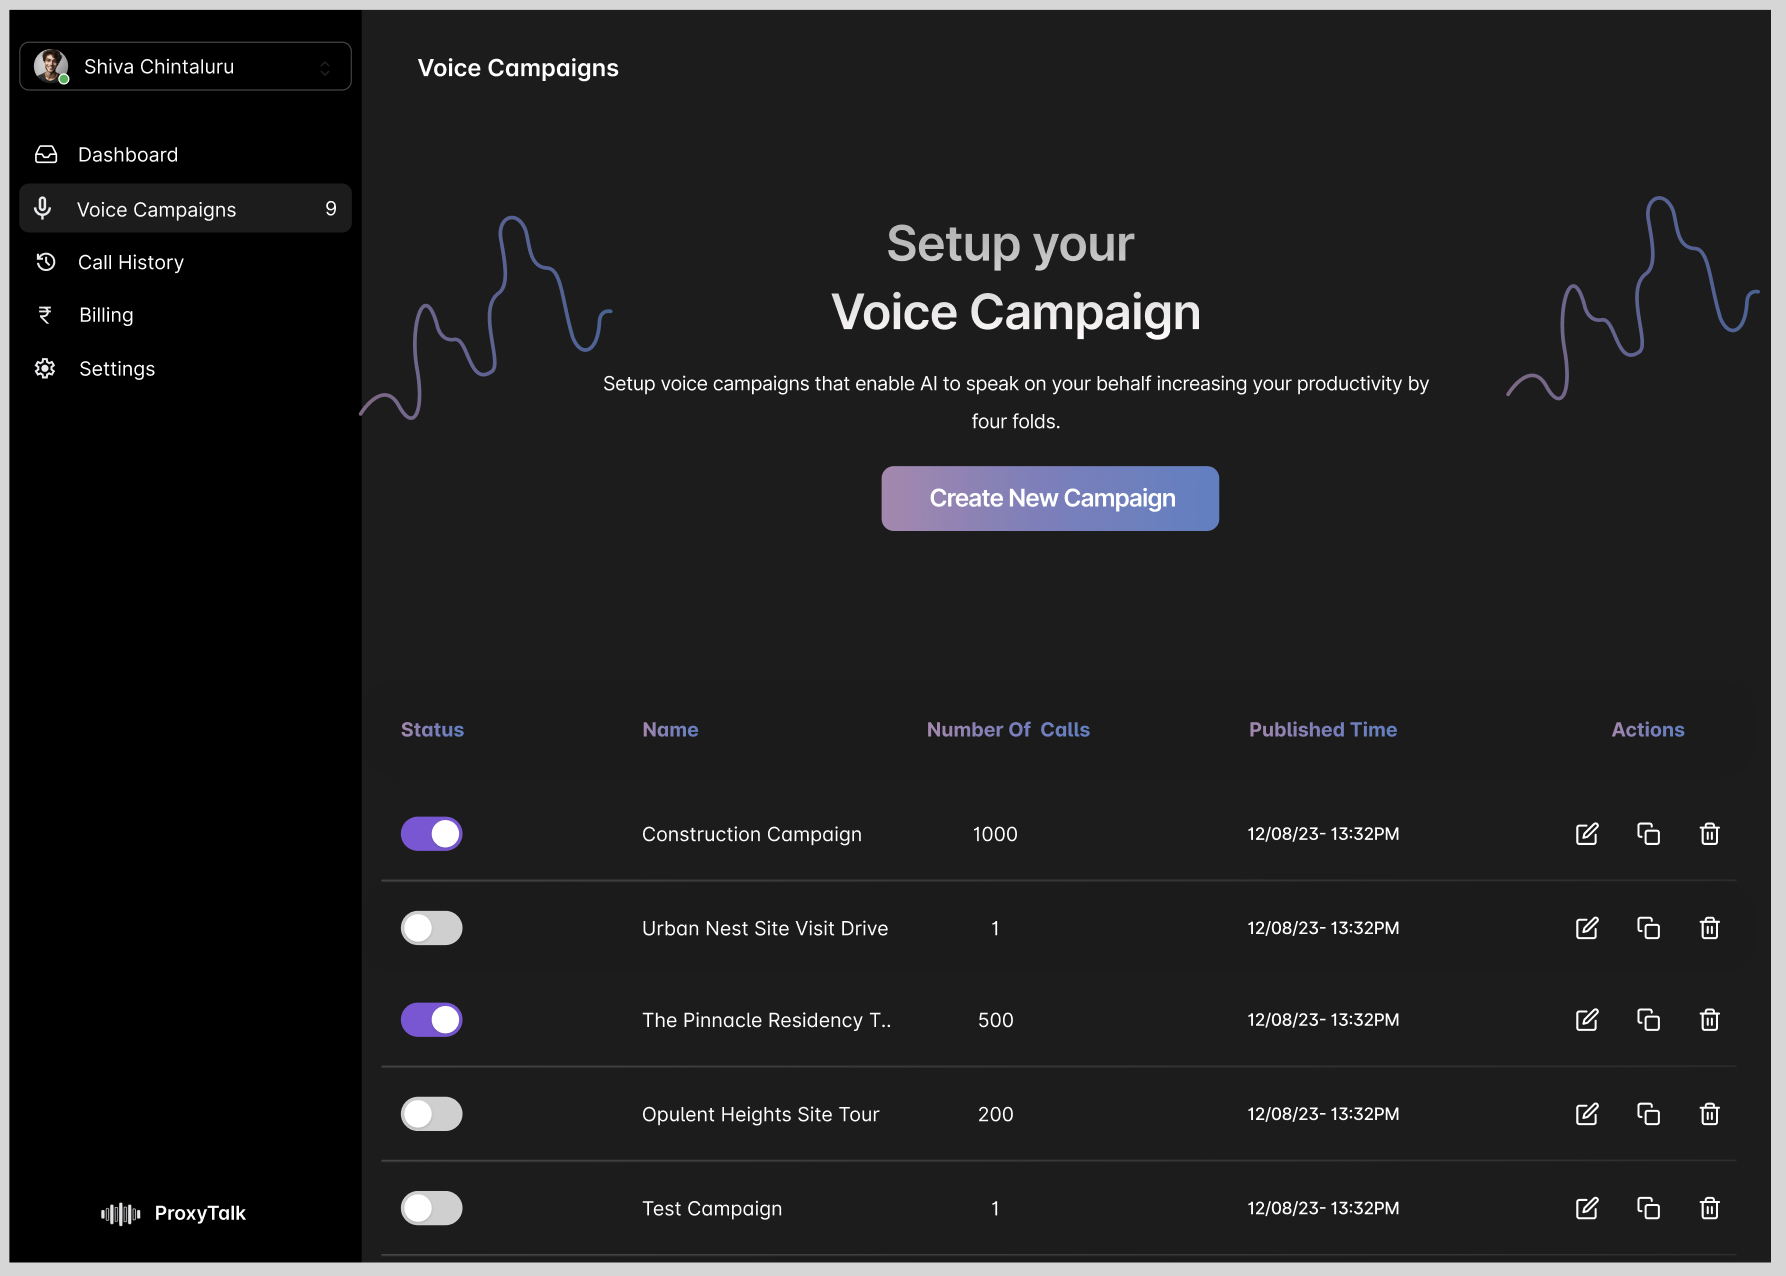 Shiva Chintaluru
Dashboard
Voice Campaigns 9
Call History
Billing
Settings
ProxyTalk
Voice Campaigns
Setup your
Voice Campaign
Setup voice campaigns that enable AI to speak on your behalf increasing your productivity by
four folds.
Create New Campaign
Status Name Number Of Calls Published Time Actions
Construction Campaign 1000 12/08/23- 13:32PM
Urban Nest Site Visit Drive 1 12/08/23- 13:32PM
The Pinnacle Residency T.. 500 12/08/23- 13:32PM
Opulent Heights Site Tour 200 12/08/23- 13:32PM
Test Campaign 1 12/08/23- 13:32PM